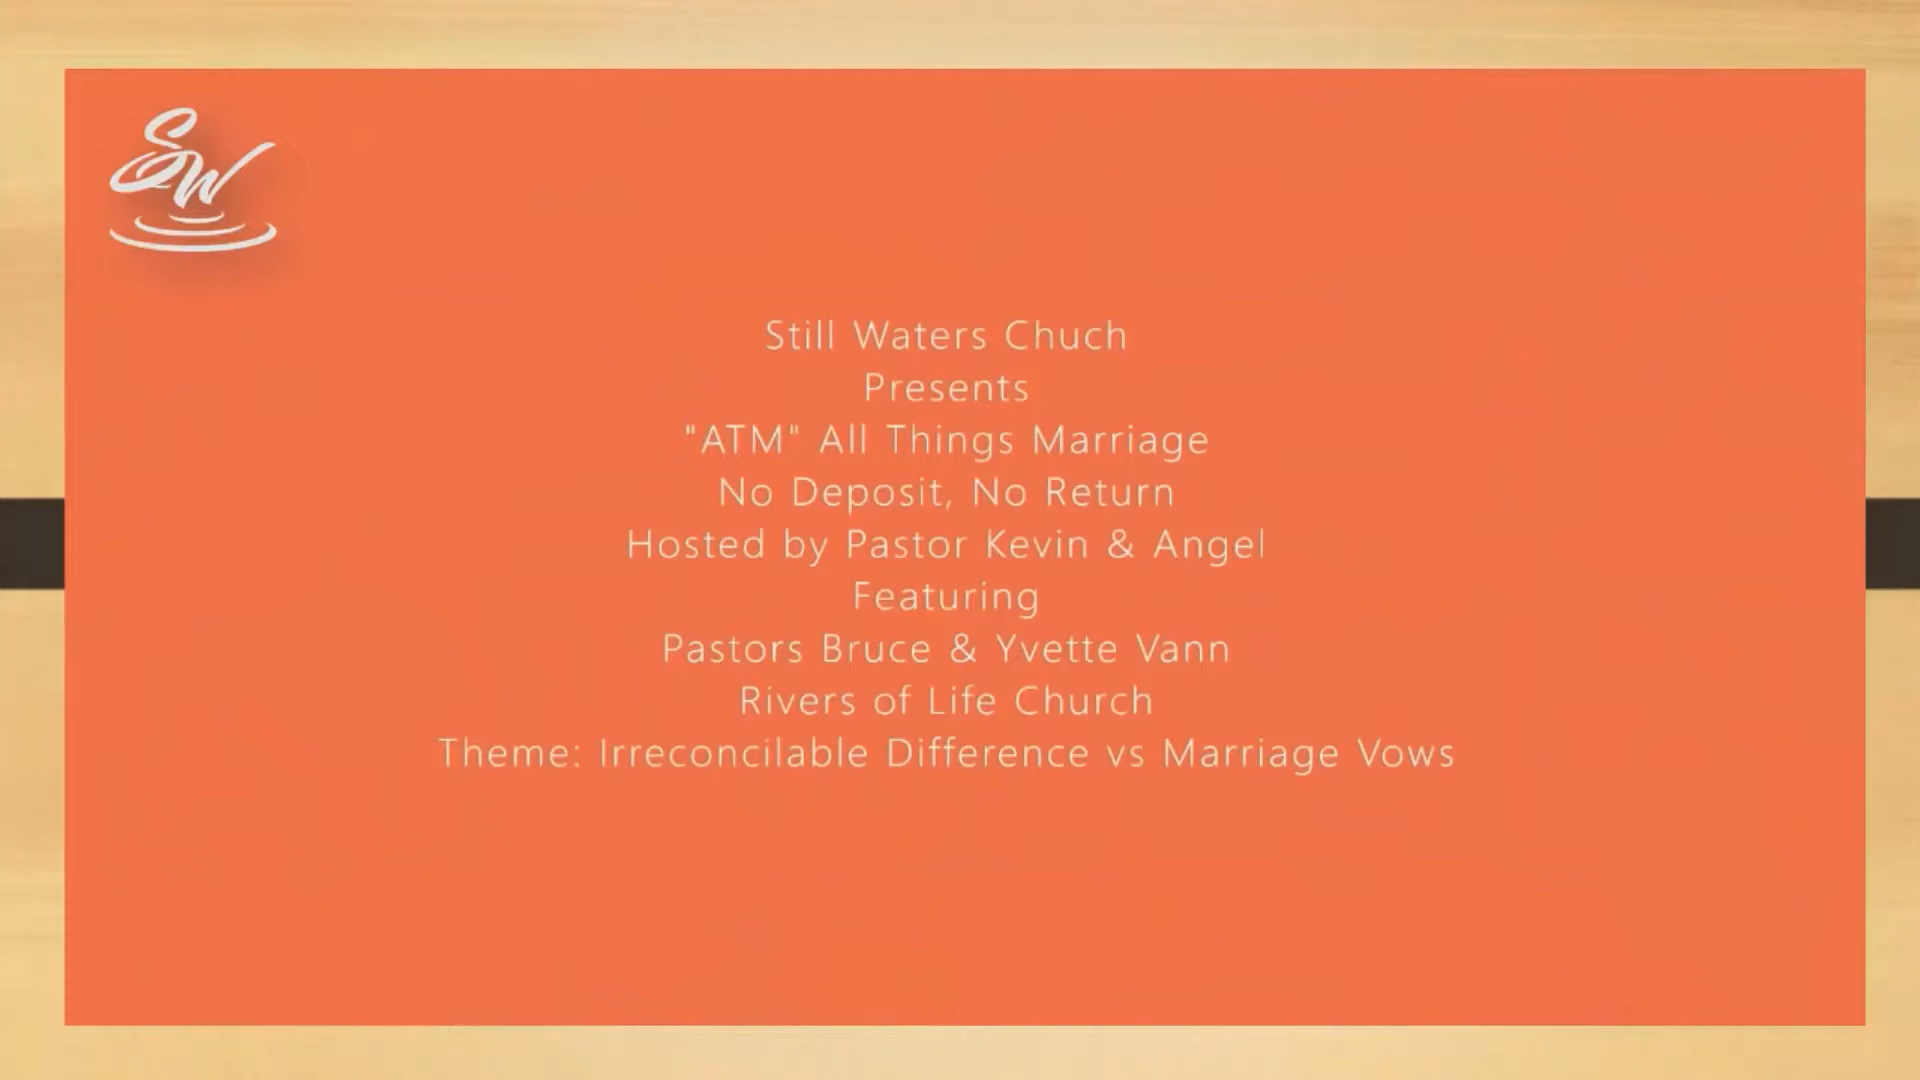 SW
Still Waters Chuch
Presents
"ATM" All Things Marriage
No Deposit, No Return
Hosted by Pastor Kevin & Angel
Featuring
Pastors Bruce & Yvette Vann
Rivers of Life Church
Theme: Irreconcilable Difference vs Marriage Vows